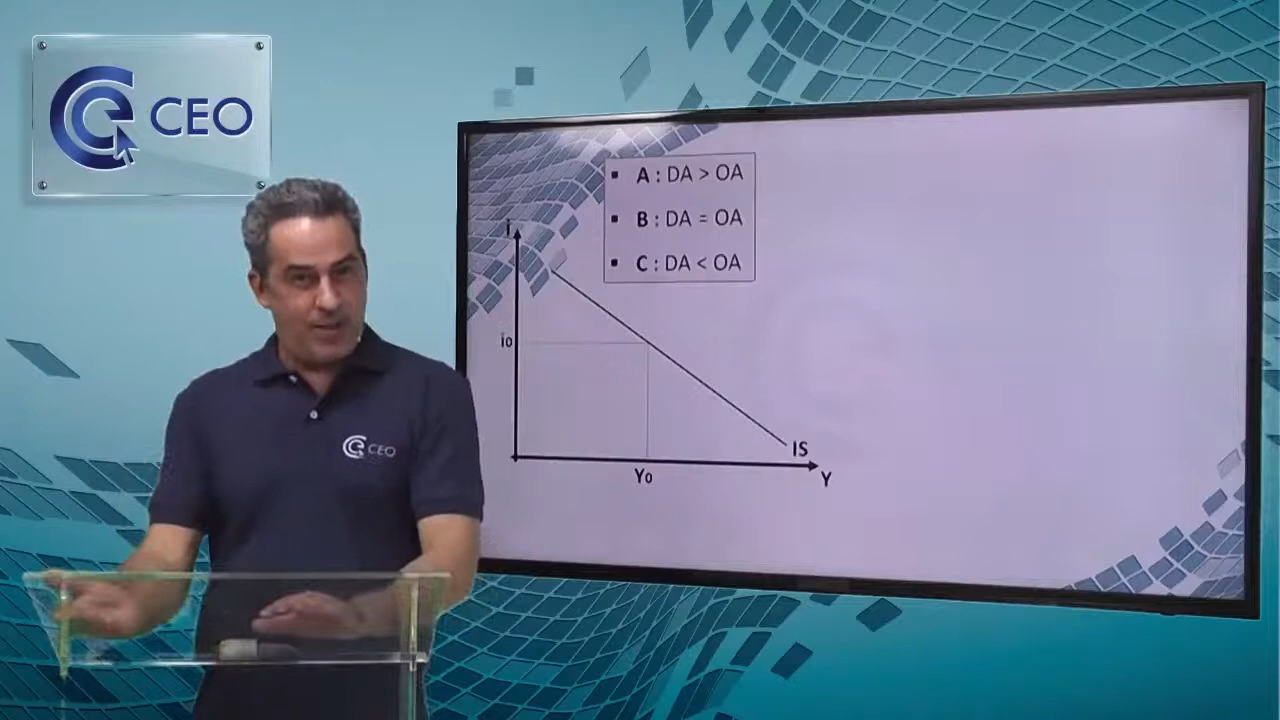 CEO
▪ A : DA > OA
▪ B : DA = OA
▪ C : DA < OA
i
i₀
IS
Y₀
Y
CEO